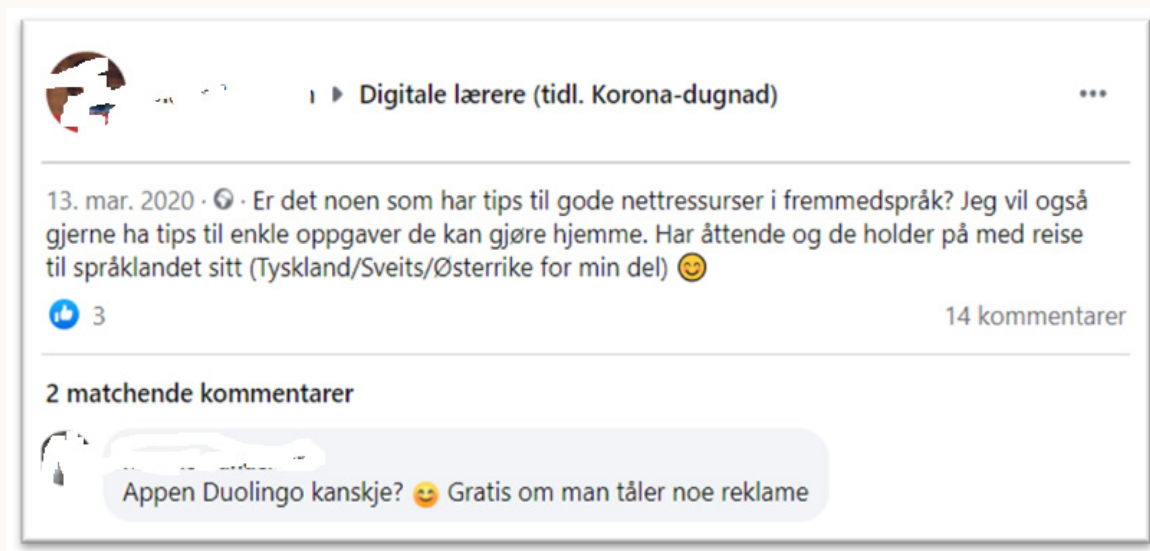 Digitale lærere (tidl. Korona-dugnad)
13. mar. 2020 · Er det noen som har tips til gode nettressurser i fremmedspråk? Jeg vil også
gjerne ha tips til enkle oppgaver de kan gjøre hjemme. Har åttende og de holder på med reise
til språklandet sitt (Tyskland/Sveits/Østerrike for min del) 😊
3
14 kommentarer
2 matchende kommentarer
Appen Duolingo kanskje? 😊 Gratis om man tåler noe reklame